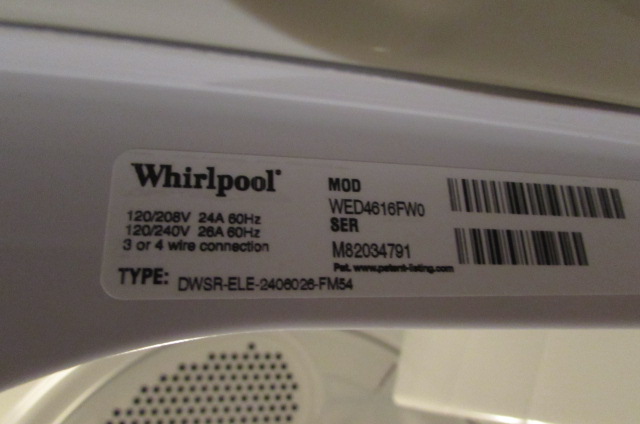 Whirlpool
120/208V 24A 60Hz
120/240V 26A 60Hz
3 or 4 wire connection
TYPE: DWSR-ELE-2406026-FM54
MOD
WED4616FW0
SER
M82034791
Pat. www.patent-listing.com